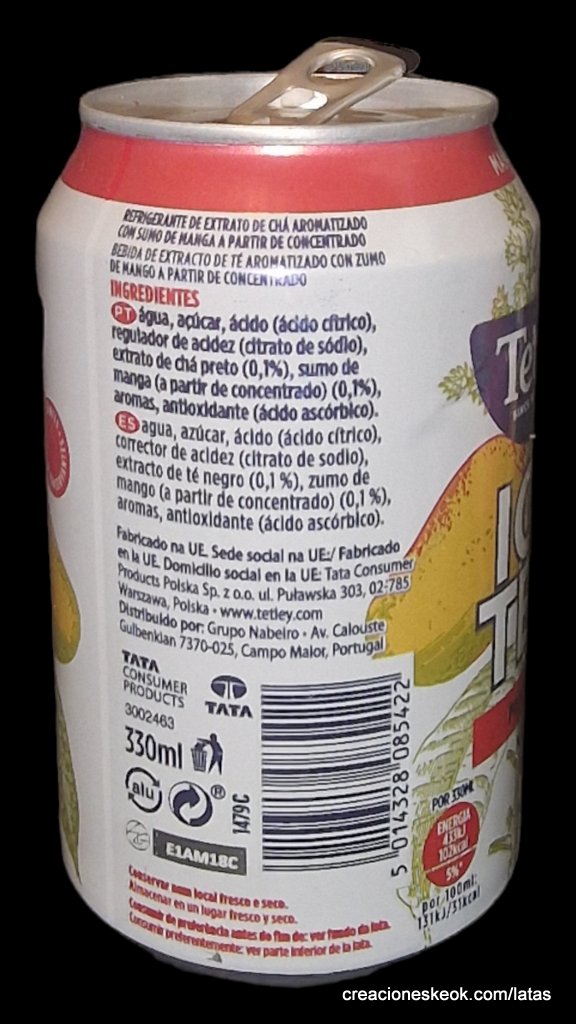 REFRIGERANTE DE EXTRATO DE CHÁ AROMATIZADO
COM SUMO DE MANGA A PARTIR DE CONCENTRADO
BEBIDA DE EXTRACTO DE TÉ AROMATIZADO CON ZUMO
DE MANGO A PARTIR DE CONCENTRADO
INGREDIENTES
PT água, açúcar, ácido (ácido cítrico),
regulador de acidez (citrato de sódio),
extrato de chá preto (0,1%), sumo de
manga (a partir de concentrado) (0,1%),
aromas, antioxidante (ácido ascórbico).
ES agua, azúcar, ácido (ácido cítrico),
corrector de acidez (citrato de sodio),
extracto de té negro (0,1 %), zumo de
mango (a partir de concentrado) (0,1 %),
aromas, antioxidante (ácido ascórbico).
Fabricado na UE. Sede social na UE:/ Fabricado
en la UE. Domicilio social en la UE: Tata Consumer
Products Polska Sp. z o.o. ul. Puławska 303, 02-785
Warszawa, Polska • www.tetley.com
Distribuido por: Grupo Nabeiro • Av. Calouste
Gulbenkian 7370-025, Campo Maior, Portugal
TATA
CONSUMER
PRODUCTS
TATA
3002463
330ml
alu
®
1479C
E1AM18C
5 014328 085422
POR 330ML
ENERGIA
433kJ
102kcal
5%*
Por 100ml:
131kJ/31kcal
Conservar num local fresco e seco.
Almacenar en un lugar fresco y seco.
Consumir de preferência antes do fim de: ver fundo da lata.
Consumir preferentemente: ver parte inferior de la lata.
Te
IC
TE
creacioneskeok.com/latas